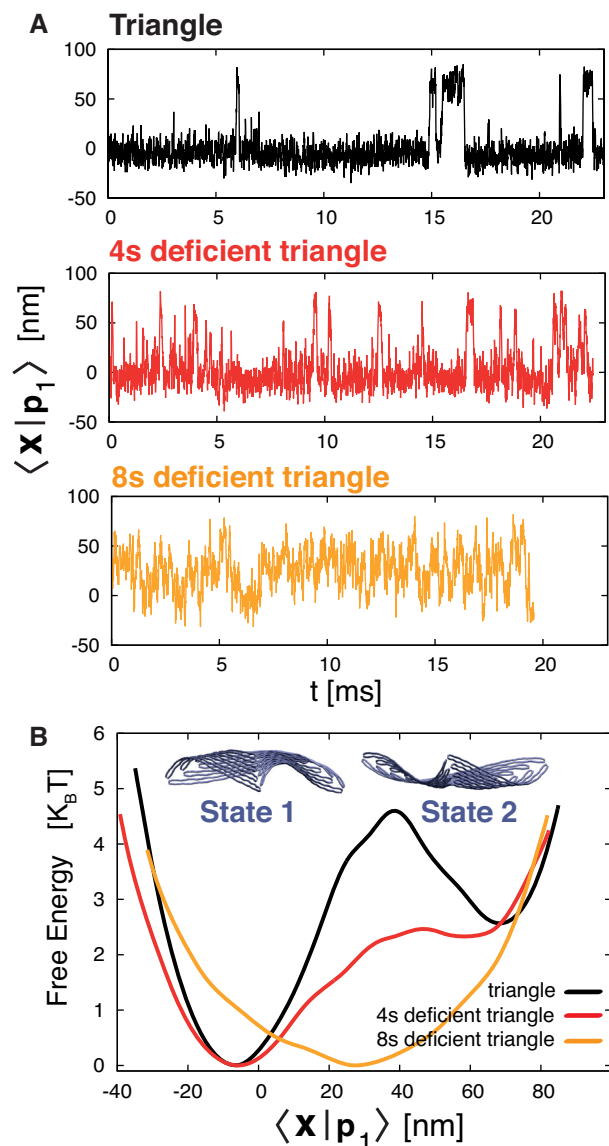 A
Triangle
100
50
0
-50
0 5 10 15 20
4s deficient triangle
100
50
0
-50
0 5 10 15 20
8s deficient triangle
100
50
0
-50
0 5 10 15 20
t [ms]
⟨x|p₁⟩ [nm]
B
6
5
4
3
2
1
0
Free Energy [K_BT]
State 1 State 2
triangle
4s deficient triangle
8s deficient triangle
-40 -20 0 20 40 60 80
⟨x|p₁⟩ [nm]